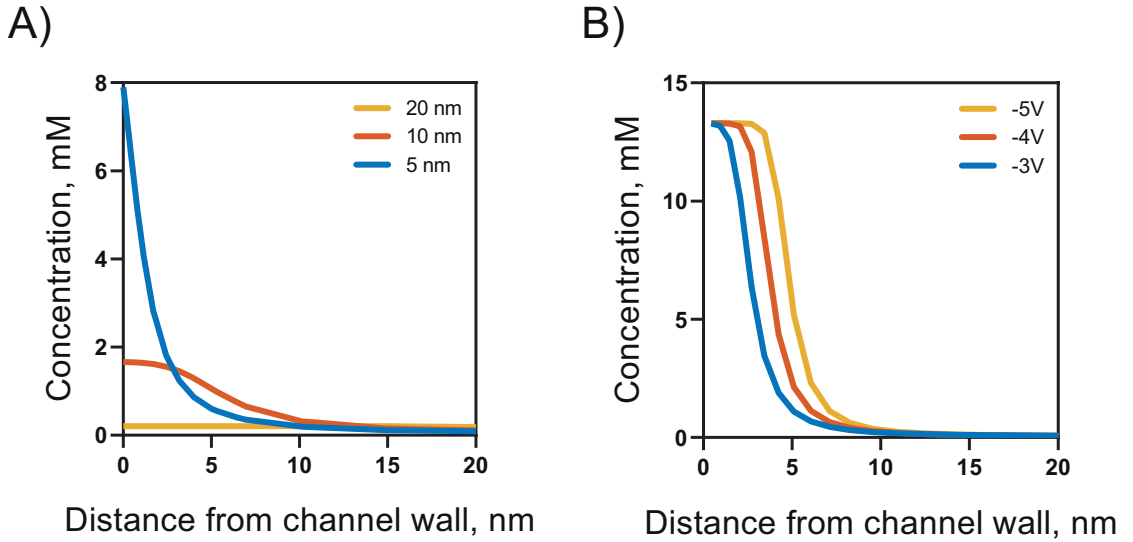 A)
Concentration, mM
8
6
4
2
0
0 5 10 15 20
20 nm
10 nm
5 nm
Distance from channel wall, nm
B)
Concentration, mM
15
10
5
0
0 5 10 15 20
-5V
-4V
-3V
Distance from channel wall, nm